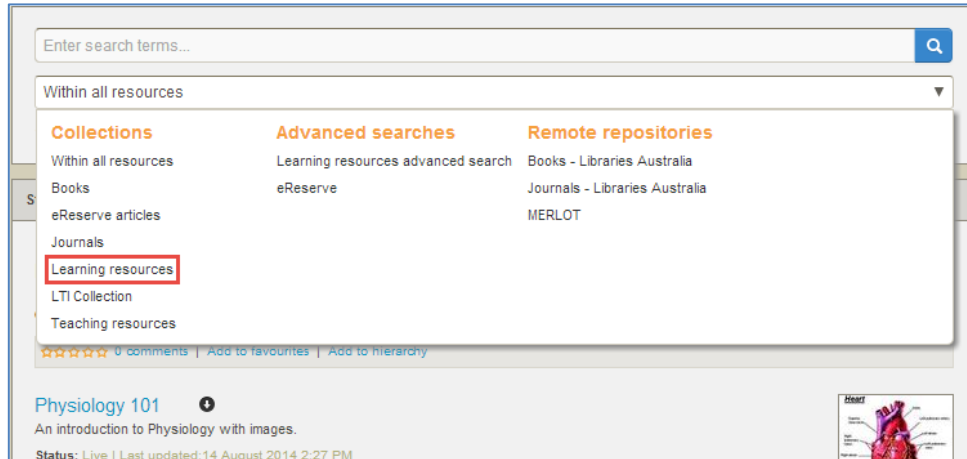 Enter search terms...
Within all resources
Collections
Within all resources
Books
eReserve articles
Journals
Learning resources
LTI Collection
Teaching resources
Advanced searches
Learning resources advanced search
eReserve
Remote repositories
Books - Libraries Australia
Journals - Libraries Australia
MERLOT
S
0 comments | Add to favourites | Add to hierarchy
Physiology 101
An introduction to Physiology with images.
Status: Live | Last updated:14 August 2014 2:27 PM
Heart